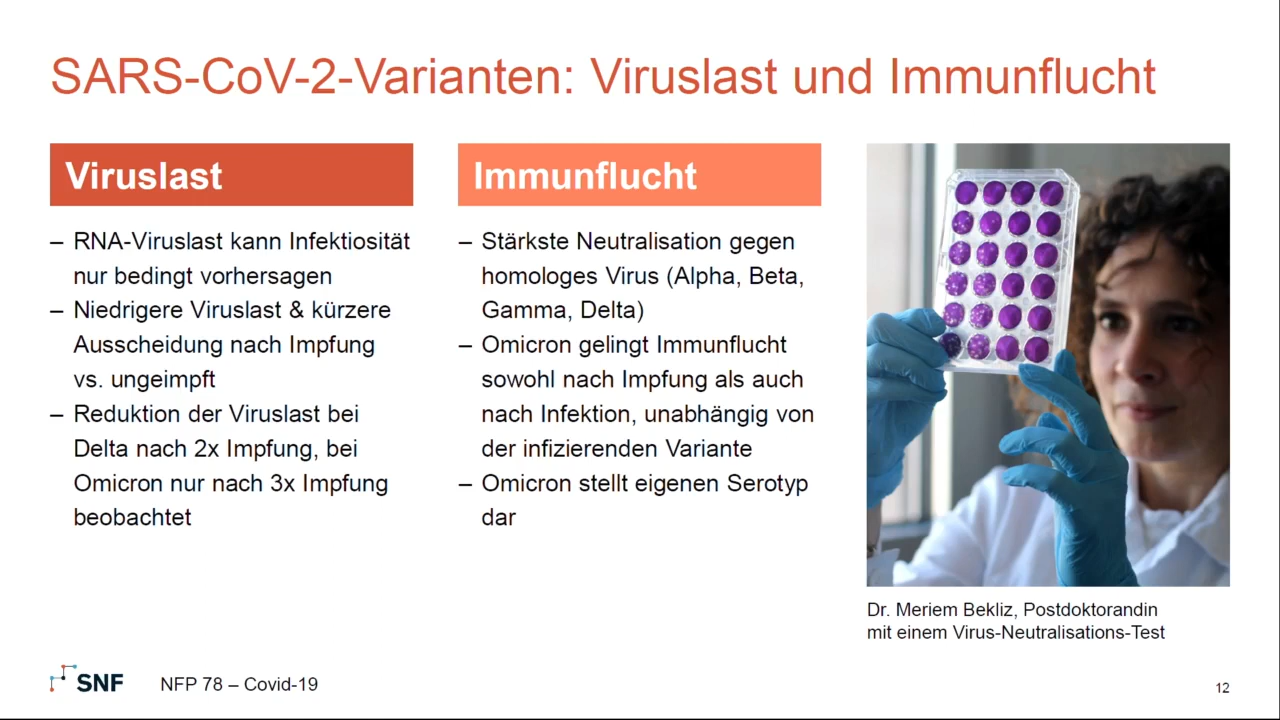 SARS-CoV-2-Varianten: Viruslast und Immunflucht
Viruslast
– RNA-Viruslast kann Infektiosität
nur bedingt vorhersagen
– Niedrigere Viruslast & kürzere
Ausscheidung nach Impfung
vs. ungeimpft
– Reduktion der Viruslast bei
Delta nach 2x Impfung, bei
Omicron nur nach 3x Impfung
beobachtet
Immunflucht
– Stärkste Neutralisation gegen
homologes Virus (Alpha, Beta,
Gamma, Delta)
– Omicron gelingt Immunflucht
sowohl nach Impfung als auch
nach Infektion, unabhängig von
der infizierenden Variante
– Omicron stellt eigenen Serotyp
dar
Dr. Meriem Bekliz, Postdoktorandin
mit einem Virus-Neutralisations-Test
SNF
NFP 78 – Covid-19
12